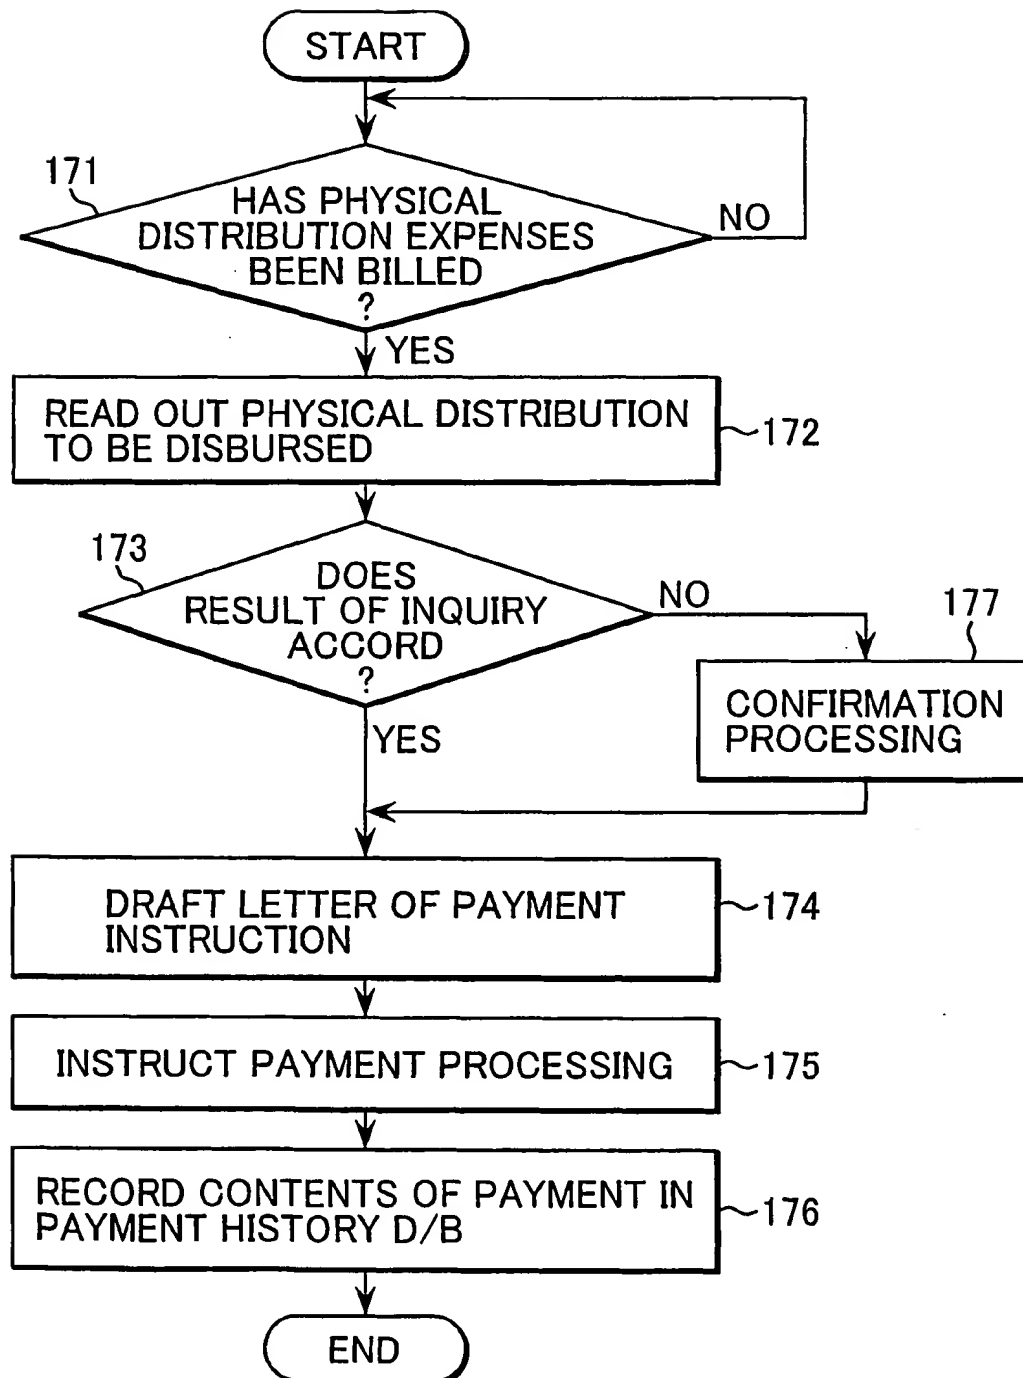 START
171
HAS PHYSICAL
DISTRIBUTION EXPENSES
BEEN BILLED
?
NO
YES
READ OUT PHYSICAL DISTRIBUTION
TO BE DISBURSED
172
173
DOES
RESULT OF INQUIRY
ACCORD
?
NO
177
CONFIRMATION
PROCESSING
YES
DRAFT LETTER OF PAYMENT
INSTRUCTION
174
INSTRUCT PAYMENT PROCESSING
175
RECORD CONTENTS OF PAYMENT IN
PAYMENT HISTORY D/B
176
END